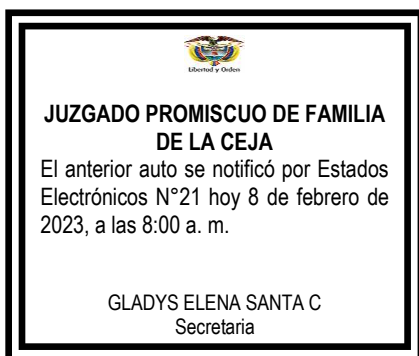 Libertad y Orden
JUZGADO PROMISCUO DE FAMILIA
DE LA CEJA
El anterior auto se notificó por Estados
Electrónicos N°21 hoy 8 de febrero de
2023, a las 8:00 a. m.
GLADYS ELENA SANTA C
Secretaria